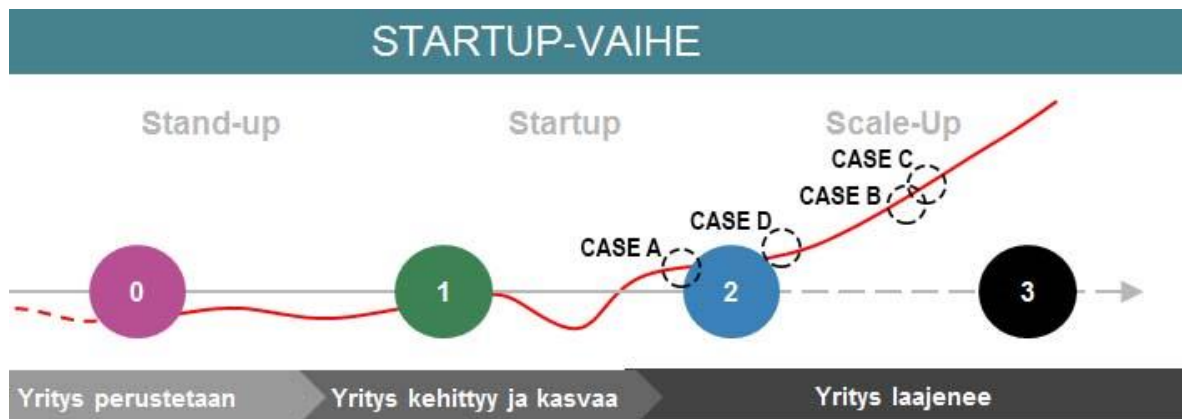 STARTUP-VAIHE
Stand-up
Startup
Scale-Up
CASE C
CASE B
CASE D
CASE A
0
1
2
3
Yritys perustetaan
Yritys kehittyy ja kasvaa
Yritys laajenee